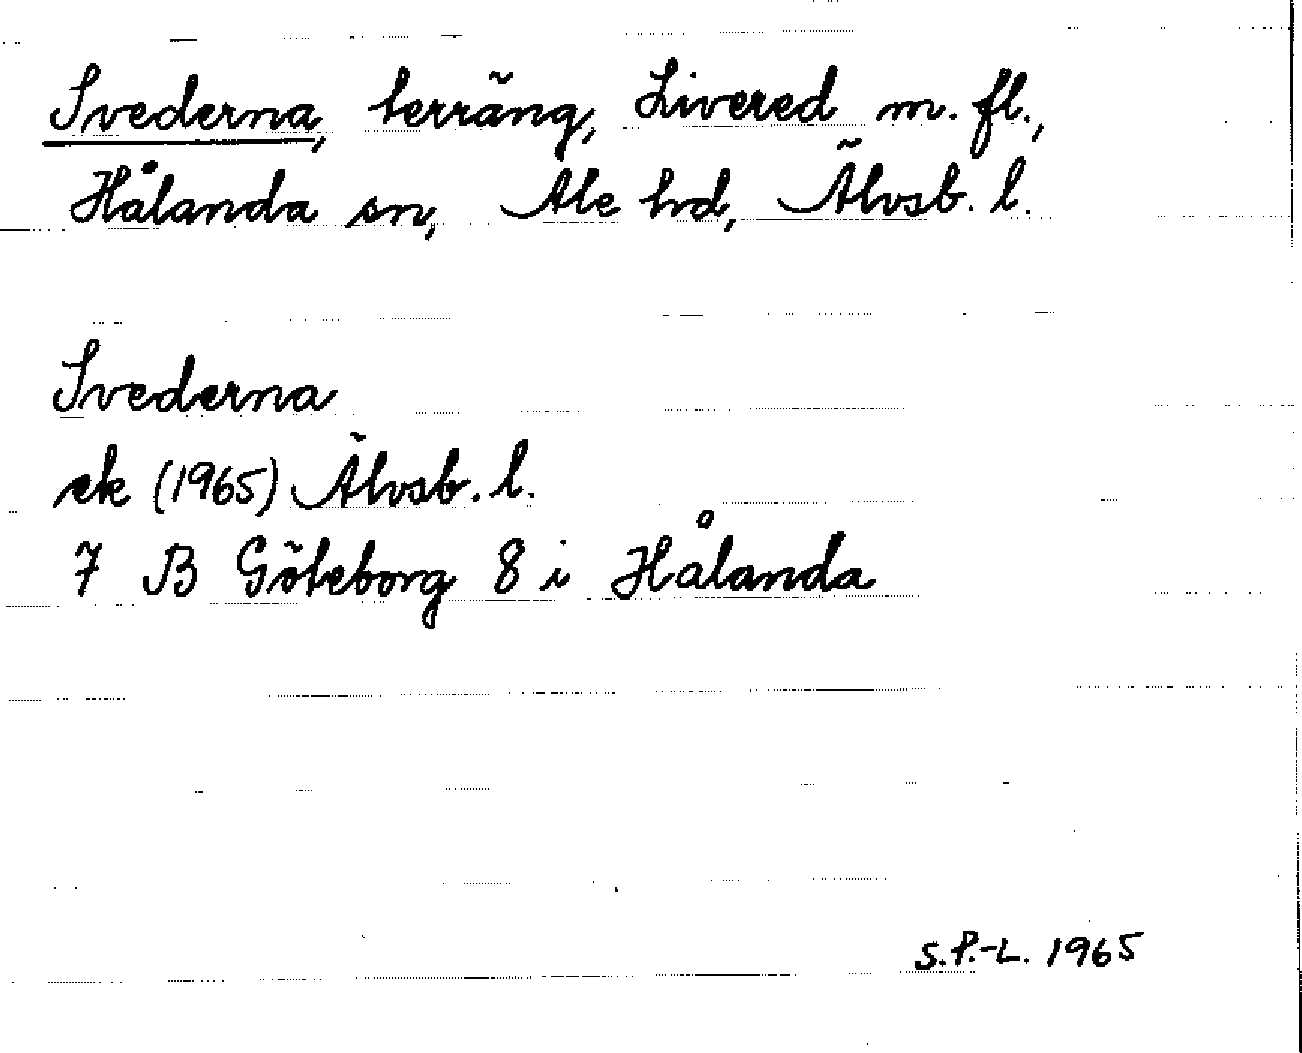 Svederna, terräng, Livered m. fl.,
Hålanda sn, Ale hd, Älvsb. l.
Svederna
ek (1965) Älvsb. l.
7 B Göteborg 8 i Hålanda
S.P.-L. 1965